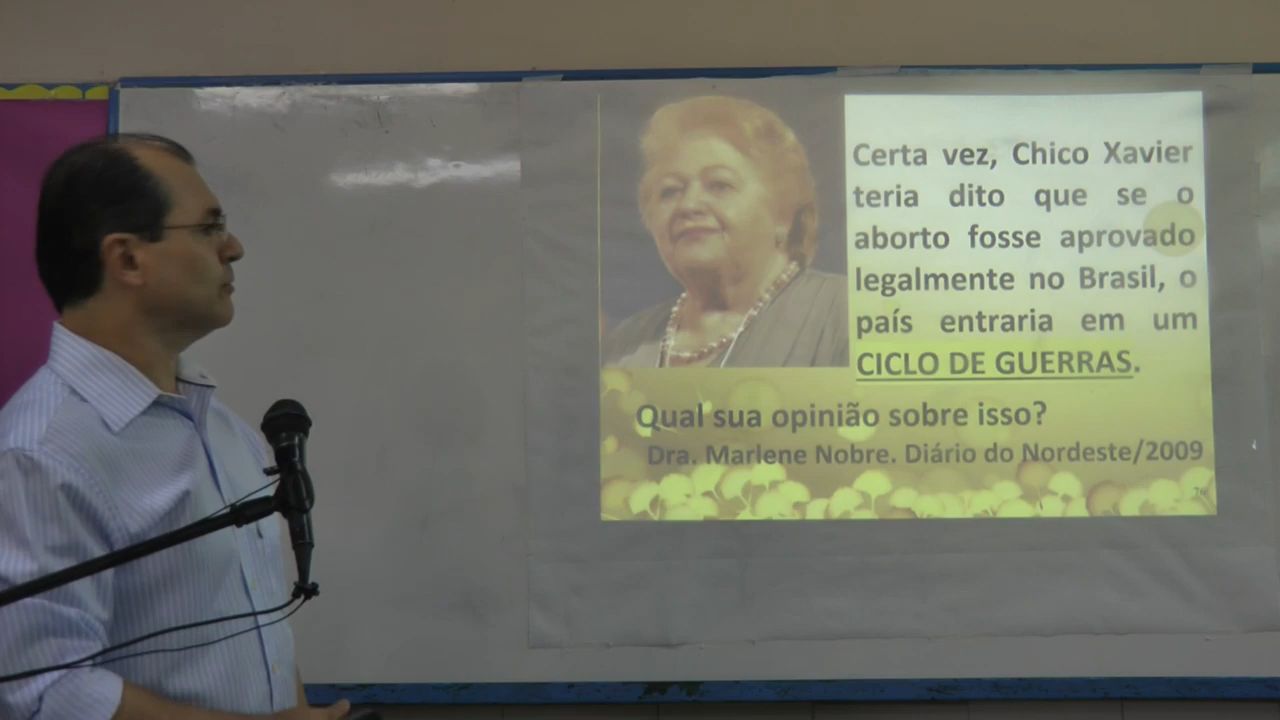 Certa vez, Chico Xavier
teria dito que se o
aborto fosse aprovado
legalmente no Brasil, o
país entraria em um
CICLO DE GUERRAS.
Qual sua opinião sobre isso?
Dra. Marlene Nobre. Diário do Nordeste/2009